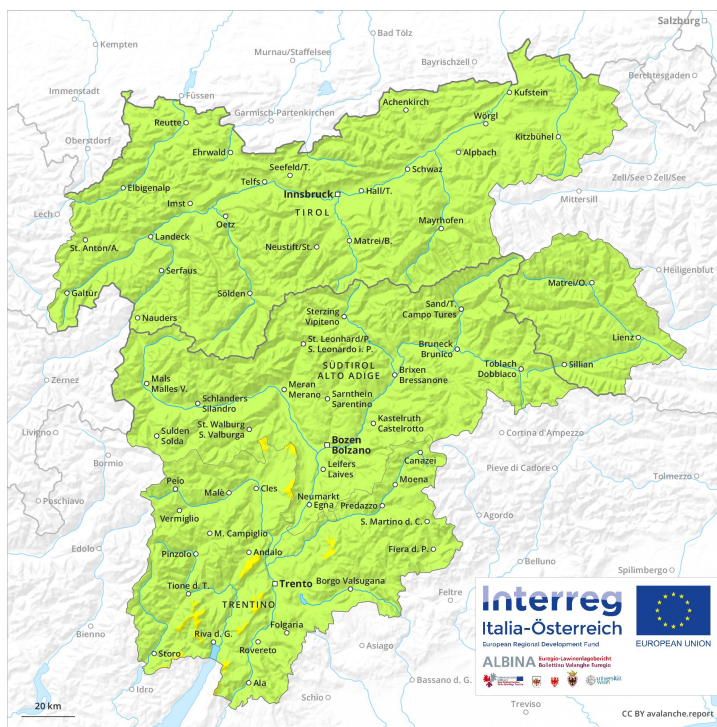 Salzburg
Kempten
Bad Tölz
Murnau/Staffelsee
Bayrischzell
Berchtesgaden
Immenstadt
Füssen
Kufstein
Achenkirch
Garmisch-Partenkirchen
Wörgl
Reutte
Oberstdorf
Kitzbühel
Ehrwald
Alpbach
Seefeld/T.
Schwaz
Telfs
Zell/See
Zell/See
Elbigenalp
Innsbruck
Hall/T.
Mittersill
Imst
TIROL
Lech
Oetz
Mayrhofen
Landeck
St. Anton/A.
Neustift/St.
Matrei/B.
Serfaus
Heiligenblut
Matrei/O.
Galtür
Sölden
Sand/T.
Campo Tures
Nauders
Sterzing
Vipiteno
St. Leonhard/P.
S. Leonardo i. P.
Bruneck
Brunico
Lienz
SÜDTIROL
ALTO ADIGE
Toblach
Dobbiaco
Sillian
Brixen
Bressanone
Zernez
Mals
Malles V.
Meran
Merano
Sarnthein
Sarentino
Schlanders
Silandro
Kastelruth
Castelrotto
St. Walburg
S. Valburga
Livigno
Sulden
Solda
Cortina d'Ampezzo
Bozen
Bolzano
Bormio
Canazei
Pieve di Cadore
Leifers
Laives
Tolmezzo
Poschiavo
Peio
Malè
Cles
Moena
Neumarkt
Egna
Predazzo
Vermiglio
Agordo
S. Martino d. C.
M. Campiglio
Edolo
Pinzolo
Andalo
Fiera d. P.
Belluno
Spilimbergo
Trento
Borgo Valsugana
Tione d. T.
Feltre
TRENTINO
Folgaria
Bienno
Riva d. G.
Rovereto
Asiago
Storo
Bassano d. G.
Ala
Idro
Schio
Treviso
20 km
Interreg
Italia-Österreich
European Regional Development Fund
EUROPEAN UNION
ALBINA Euregio-Lawinenlagebericht
Bollettino Valanghe Euregio
CC BY avalanche.report